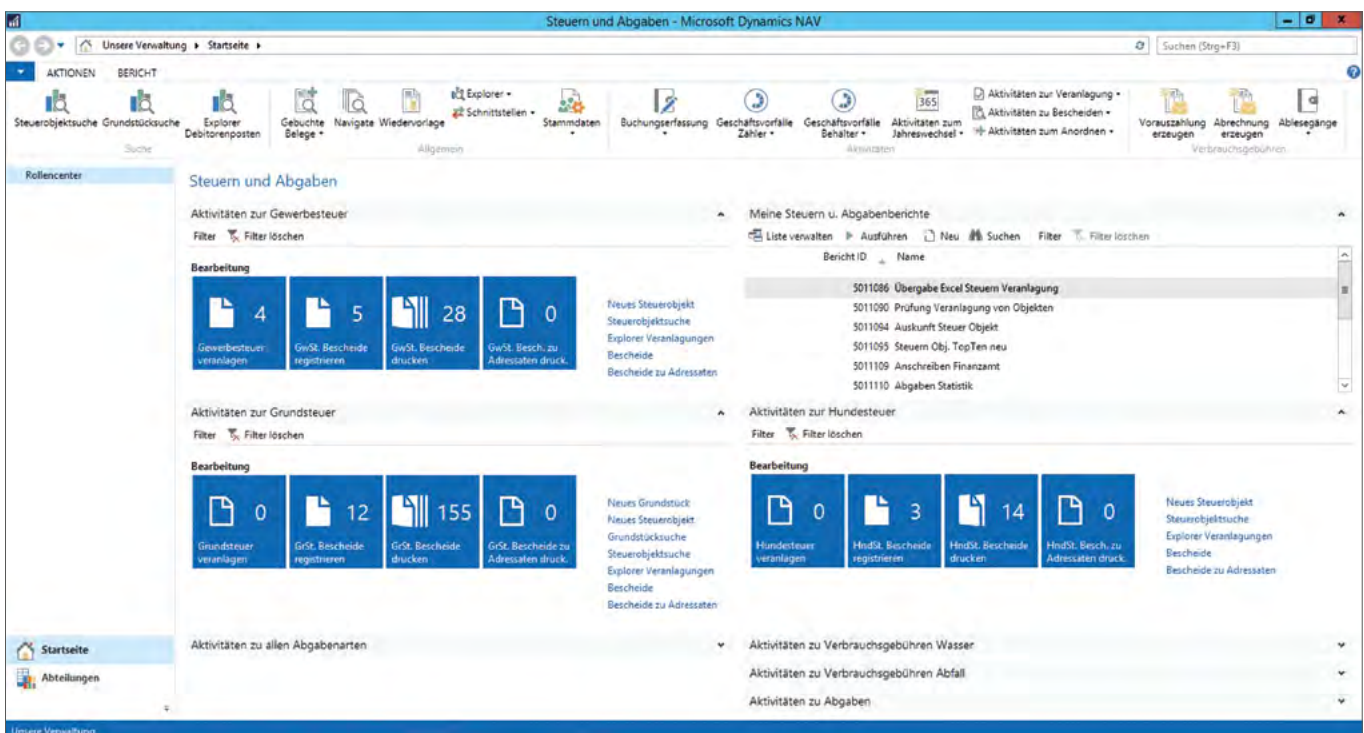 Steuern und Abgaben - Microsoft Dynamics NAV
Unsere Verwaltung ▸ Startseite ▸
Suchen (Strg+F3)
AKTIONEN BERICHT
Steuerobjektsuche Grundstücksuche Explorer Debitorenposten
Suche
Gebuchte Belege Navigate Wiedervorlage Explorer Schnittstellen Stammdaten
Allgemein
Buchungserfassung Geschäftsvorfälle Zähler Geschäftsvorfälle Behälter 365 Aktivitäten zum Jahreswechsel
Aktivitäten zur Veranlagung
Aktivitäten zu Bescheiden
Aktivitäten zum Anordnen
Aktivitäten
Vorauszahlung erzeugen Abrechnung erzeugen Ablesegänge
Verbrauchsgebühren
Rollencenter
Steuern und Abgaben
Aktivitäten zur Gewerbesteuer
Filter Filter löschen
Bearbeitung
4 Gewerbesteuer veranlagen
5 GwSt. Bescheide registrieren
28 GwSt. Bescheide drucken
0 GwSt. Besch. zu Adressaten druck.
Neues Steuerobjekt
Steuerobjektsuche
Explorer Veranlagungen
Bescheide
Bescheide zu Adressaten
Meine Steuern u. Abgabenberichte
Liste verwalten Ausführen Neu Suchen Filter Filter löschen
Bericht ID Name
5011086 Übergabe Excel Steuern Veranlagung
5011090 Prüfung Veranlagung von Objekten
5011094 Auskunft Steuer Objekt
5011095 Steuern Obj. TopTen neu
5011109 Anschreiben Finanzamt
5011110 Abgaben Statistik
Aktivitäten zur Grundsteuer
Filter Filter löschen
Bearbeitung
0 Grundsteuer veranlagen
12 GrSt. Bescheide registrieren
155 GrSt. Bescheide drucken
0 GrSt. Bescheide zu Adressaten druck.
Neues Grundstück
Neues Steuerobjekt
Grundstücksuche
Steuerobjektsuche
Explorer Veranlagungen
Bescheide
Bescheide zu Adressaten
Aktivitäten zur Hundesteuer
Filter Filter löschen
Bearbeitung
0 Hundesteuer veranlagen
3 HndSt. Bescheide registrieren
14 HndSt. Bescheide drucken
0 HndSt. Besch. zu Adressaten druck.
Neues Steuerobjekt
Steuerobjektsuche
Explorer Veranlagungen
Bescheide
Bescheide zu Adressaten
Startseite
Abteilungen
Aktivitäten zu allen Abgabenarten
Aktivitäten zu Verbrauchsgebühren Wasser
Aktivitäten zu Verbrauchsgebühren Abfall
Aktivitäten zu Abgaben
Unsere Verwaltung